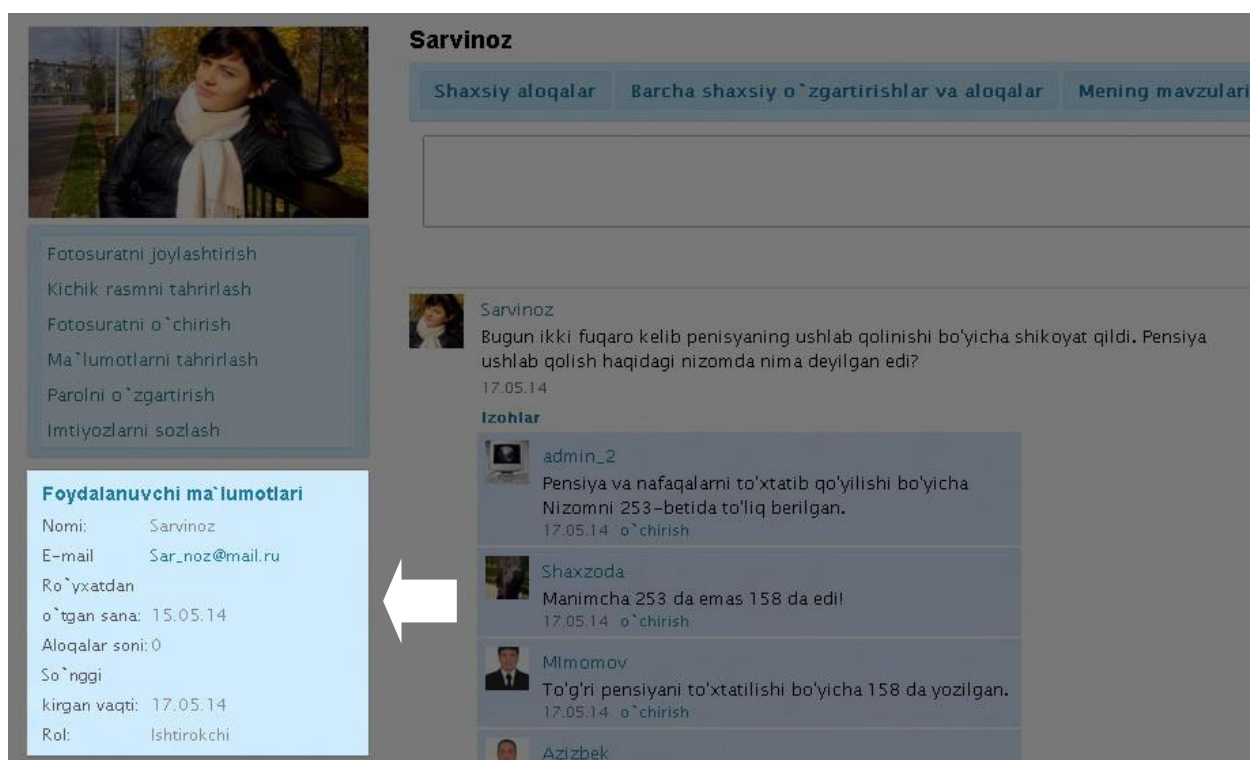 Sarvinoz
Shaxsiy aloqalar Barcha shaxsiy o`zgartirishlar va aloqalar Mening mavzulari
Fotosuratni joylashtirish
Kichik rasmni tahrirlash
Fotosuratni o`chirish
Ma`lumotlarni tahrirlash
Parolni o`zgartirish
Imtiyozlarni sozlash
Foydalanuvchi ma`lumotlari
Nomi: Sarvinoz
E-mail Sar_noz@mail.ru
Ro`yxatdan
o`tgan sana: 15.05.14
Aloqalar soni: 0
So`nggi
kirgan vaqti: 17.05.14
Rol: Ishtirokchi
Sarvinoz
Bugun ikki fuqaro kelib penisyaning ushlab qolinishi bo'yicha shikoyat qildi. Pensiya
ushlab qolish haqidagi nizomda nima deyilgan edi?
17.05.14
Izohlar
admin_2
Pensiya va nafaqalarni to'xtatib qo'yilishi bo'yicha
Nizomni 253-betida to'liq berilgan.
17.05.14 o`chirish
Shaxzoda
Manimcha 253 da emas 158 da edi!
17.05.14 o`chirish
MImomov
To'g'ri pensiyani to'xtatilishi bo'yicha 158 da yozilgan.
17.05.14 o`chirish
Azizbek